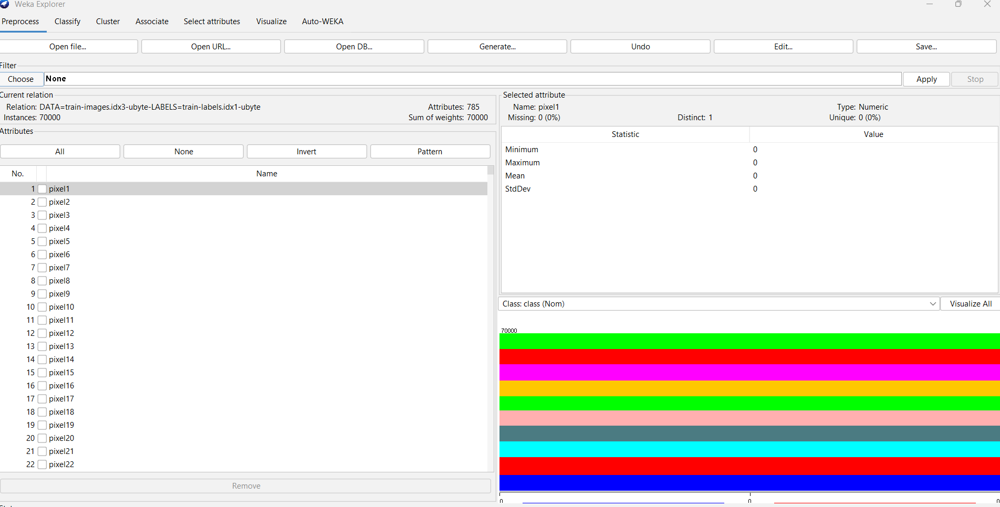 Weka Explorer
Preprocess Classify Cluster Associate Select attributes Visualize Auto-WEKA
Open file... Open URL... Open DB... Generate... Undo Edit... Save...
Filter
Choose None Apply Stop
Current relation
Relation: DATA=train-images.idx3-ubyte-LABELS=train-labels.idx1-ubyte Attributes: 785
Instances: 70000 Sum of weights: 70000
Attributes
All None Invert Pattern
No. Name
1 pixel1
2 pixel2
3 pixel3
4 pixel4
5 pixel5
6 pixel6
7 pixel7
8 pixel8
9 pixel9
10 pixel10
11 pixel11
12 pixel12
13 pixel13
14 pixel14
15 pixel15
16 pixel16
17 pixel17
18 pixel18
19 pixel19
20 pixel20
21 pixel21
22 pixel22
Remove
Selected attribute
Name: pixel1 Type: Numeric
Missing: 0 (0%) Distinct: 1 Unique: 0 (0%)
Statistic Value
Minimum 0
Maximum 0
Mean 0
StdDev 0
Class: class (Nom) Visualize All
70000
0 0 0